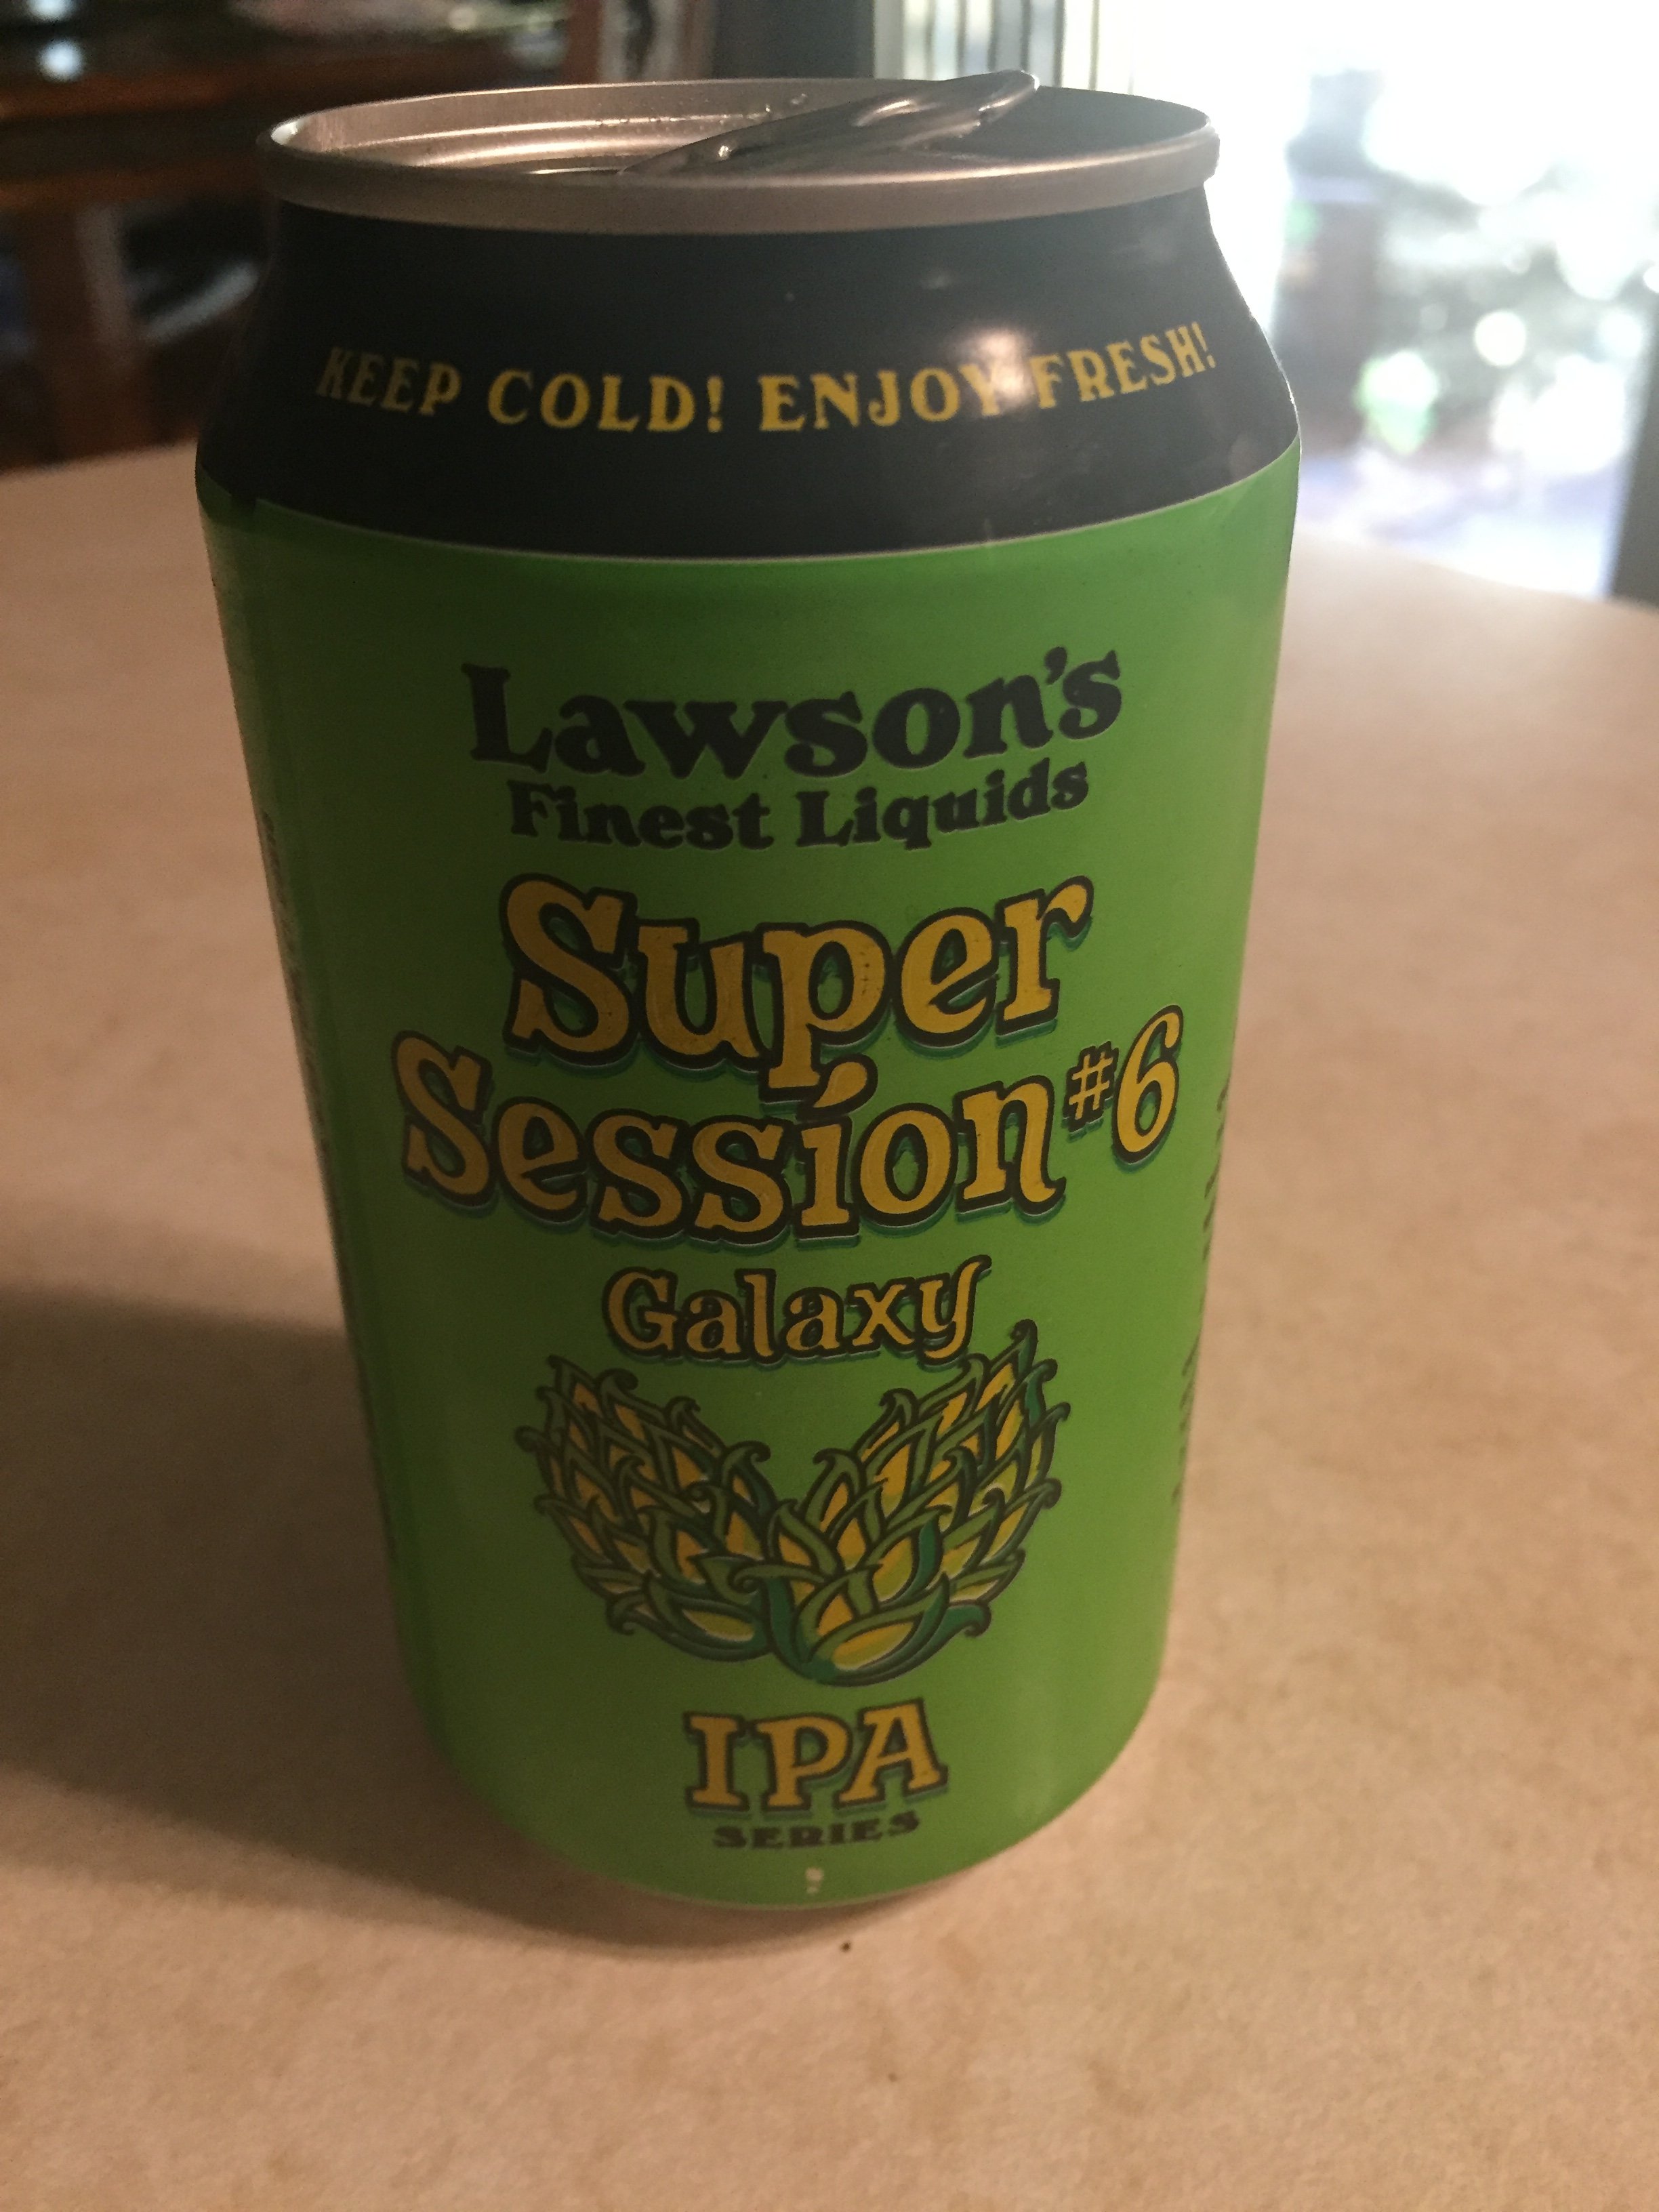 KEEP COLD! ENJOY FRESH!
Lawson's
Finest Liquids
Super
Session #6
Galaxy
IPA
SERIES